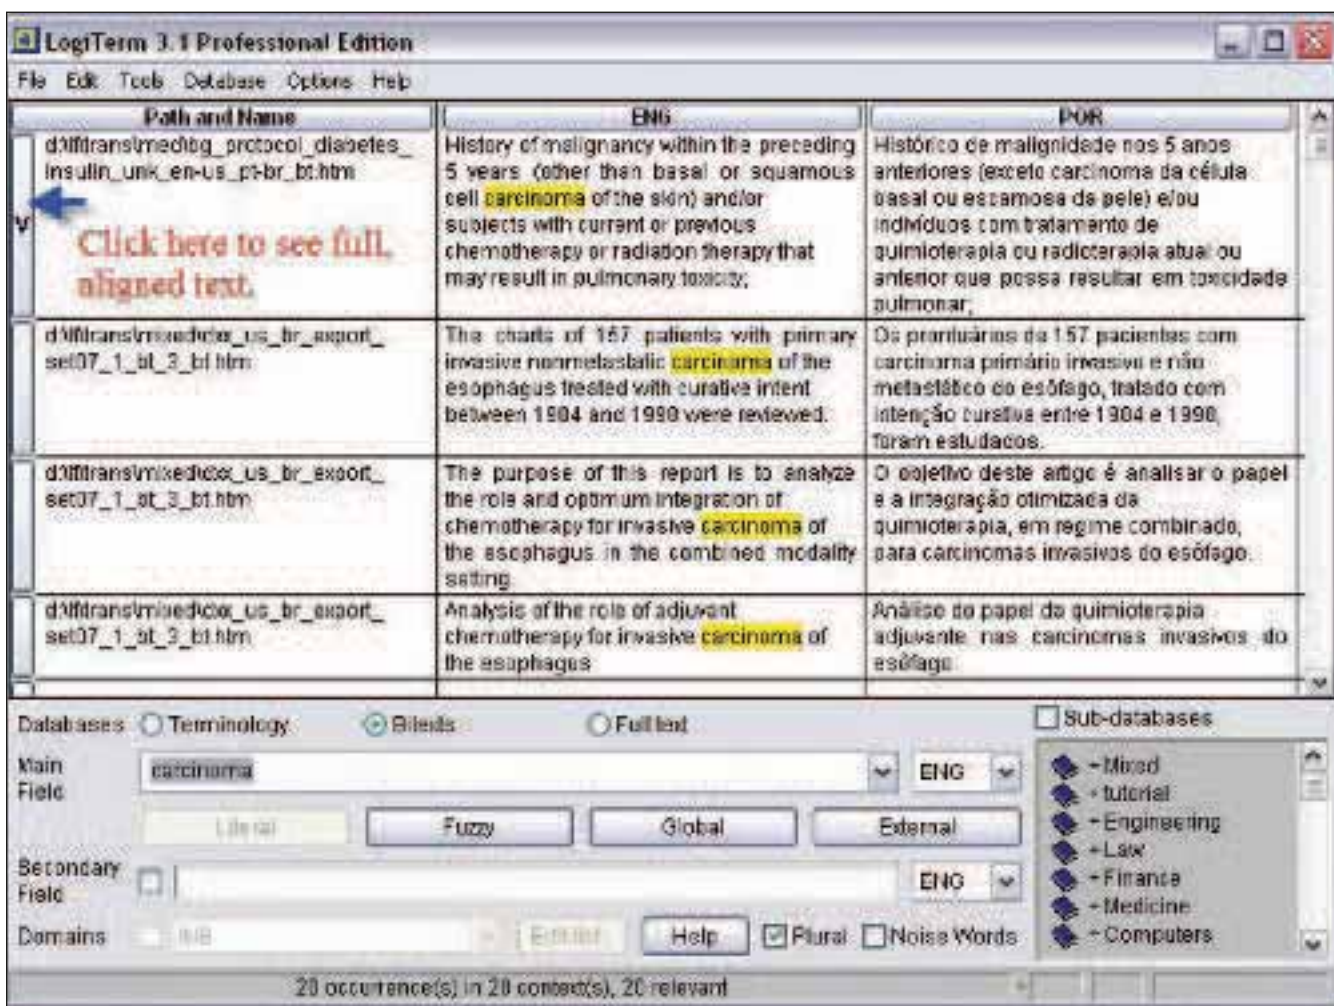 LogiTerm 3.1 Professional Edition
File Edit Tools Database Options Help
Path and Name ENG POR
insulin_unk_en-us_pt-br_bt.htm
Click here to see full,
aligned text.
History of malignancy within the preceding
5 years (other than basal or squamous
cell carcinoma of the skin) and/or
subjects with current or previous
chemotherapy or radiation therapy that
may result in pulmonary toxicity;
Histórico de malignidade nos 5 anos
anteriores (exceto carcinoma da célula
basal ou escamosa da pele) e/ou
indivíduos com tratamento de
quimioterapia ou radioterapia atual ou
anterior que possa resultar em toxicidade
pulmonar;
The charts of 157 patients with primary
invasive nonmetastatic carcinoma of the
esophagus treated with curative intent
between and were reviewed.
Os prontuários de 157 pacientes com
carcinoma primário invasivo e não
metastático do esôfago, tratado com
intenção curativa entre e
foram estudados.
The purpose of this report is to analyze
the role and optimum integration of
chemotherapy for invasive carcinoma of
the esophagus in the combined modality
setting.
O objetivo deste artigo é analisar o papel
e a integração otimizada da
quimioterapia, em regime combinado,
para carcinomas invasivos do esôfago.
Analysis of the role of adjuvant
chemotherapy for invasive carcinoma of
the esophagus
Análise do papel da quimioterapia
adjuvante nas carcinomas invasivos do
esôfago.
Databases Terminology Bitexts Full text Sub-databases
Main
Field carcinoma ENG
Literal Fuzzy Global External
Secondary
Field ENG
Domains Help Plural Noise Words
+ Mixed
+ tutorial
+ Engineering
+ Law
+ Finance
+ Medicine
+ Computers
20 occurrence(s) in 20 context(s), 20 relevant